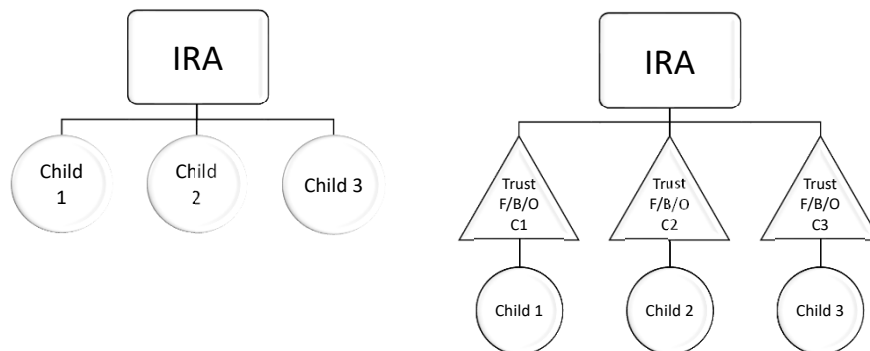 IRA
Child
1
Child
2
Child 3
IRA
Trust
F/B/O
C1
Trust
F/B/O
C2
Trust
F/B/O
C3
Child 1
Child 2
Child 3